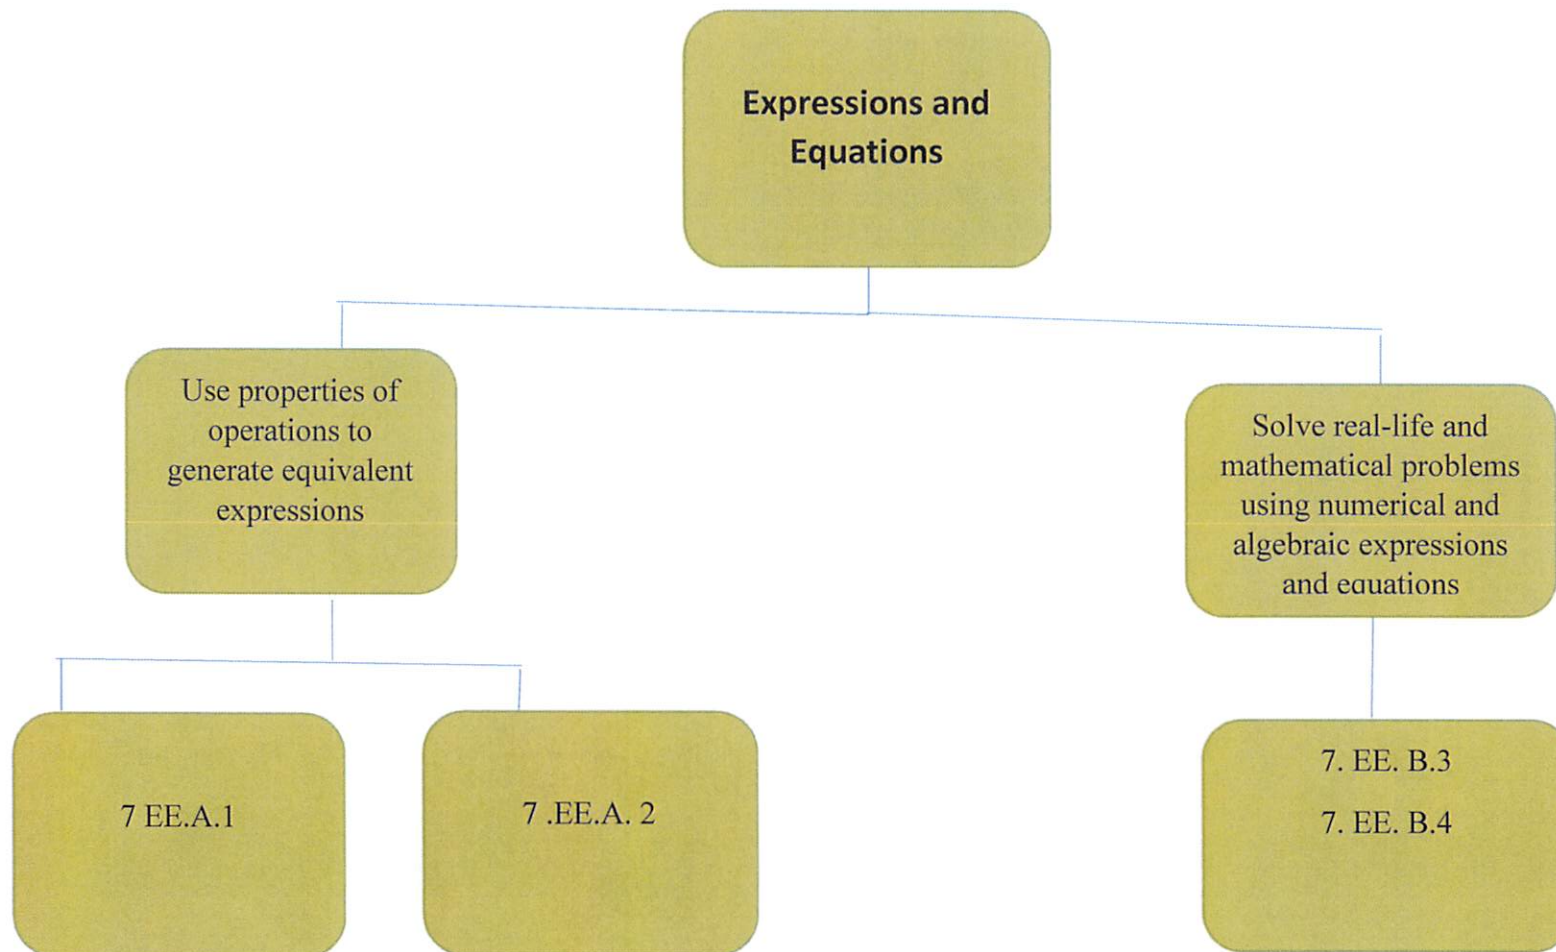 Expressions and
Equations
Use properties of
operations to
generate equivalent
expressions
Solve real-life and
mathematical problems
using numerical and
algebraic expressions
and equations
7 EE.A.1
7 .EE.A. 2
7. EE. B.3
7. EE. B.4